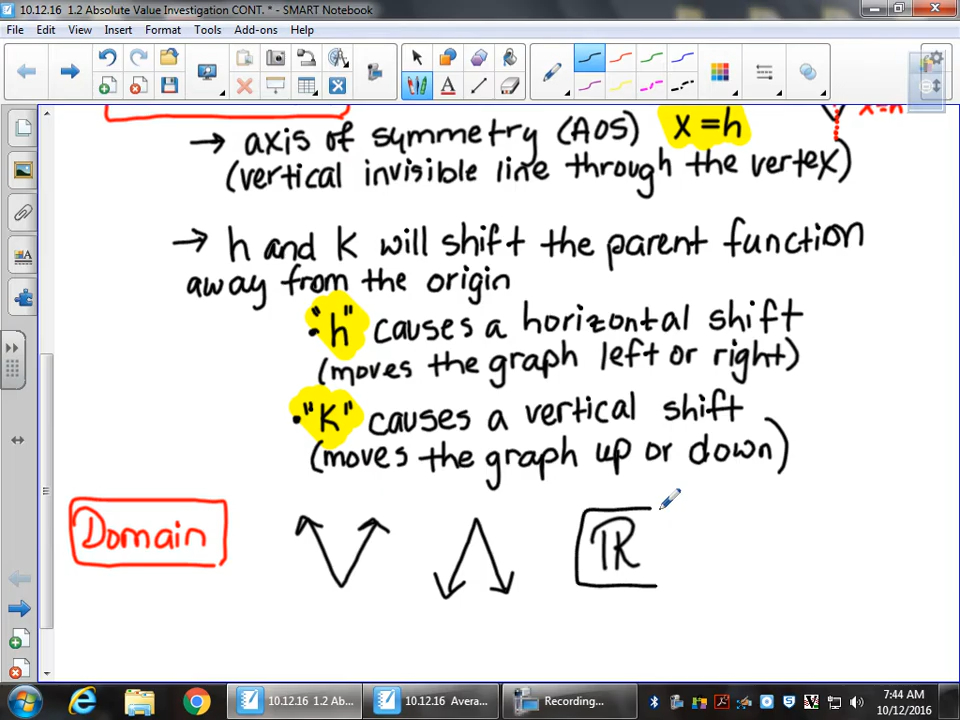 10.12.16 1.2 Absolute Value Investigation CONT. * - SMART Notebook
File Edit View Insert Format Tools Add-ons Help
x=h
→ axis of symmetry (AOS) x=h
(vertical invisible line through the vertex)
→ h and K will shift the parent function
away from the origin
• "h" causes a horizontal shift
(moves the graph left or right)
• "K" causes a vertical shift
(moves the graph up or down)
Domain ℝ
10.12.16 1.2 Ab... 10.12.16 Avera... Recording... 7:44 AM
10/12/2016